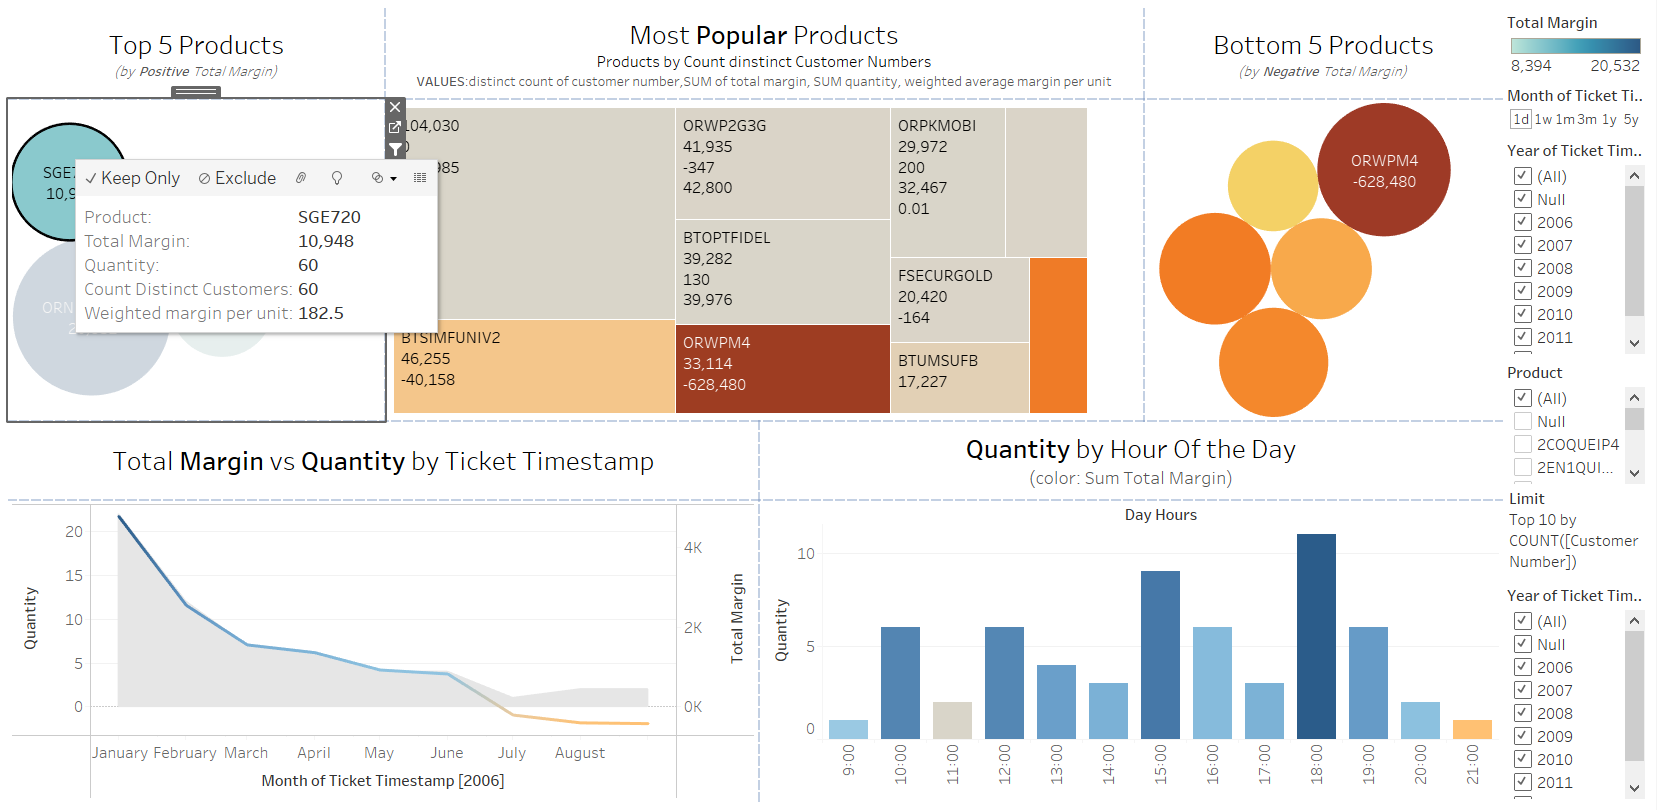 Top 5 Products
(by Positive Total Margin)
SGE7
10,9
ORN
Keep Only
Exclude
Product: SGE720
Total Margin: 10,948
Quantity: 60
Count Distinct Customers: 60
Weighted margin per unit: 182.5
Most Popular Products
Products by Count dinstinct Customer Numbers
VALUES:distinct count of customer number,SUM of total margin, SUM quantity, weighted average margin per unit
104,030
985
BTSIMFUNIV2
46,255
-40,158
ORWP2G3G
41,935
-347
42,800
BTOPTFIDEL
39,282
130
39,976
ORWPM4
33,114
-628,480
ORPKMOBI
29,972
200
32,467
0.01
FSECURGOLD
20,420
-164
BTUMSUFB
17,227
Bottom 5 Products
(by Negative Total Margin)
ORWPM4
-628,480
Total Margin
8,394 20,532
Month of Ticket Ti..
1d 1w 1m 3m 1y 5y
Year of Ticket Tim..
(All)
Null
2006
2007
2008
2009
2010
2011
Product
(All)
Null
2COQUEIP4
2EN1QUI...
Limit
Top 10 by
COUNT([Customer
Number])
Year of Ticket Tim..
(All)
Null
2006
2007
2008
2009
2010
2011
Total Margin vs Quantity by Ticket Timestamp
Quantity
20
15
10
5
0
4K
2K
0K
Total Margin
January February March April May June July August
Month of Ticket Timestamp [2006]
Quantity by Hour Of the Day
(color: Sum Total Margin)
Day Hours
Quantity
10
5
0
9:00 10:00 11:00 12:00 13:00 14:00 15:00 16:00 17:00 18:00 19:00 20:00 21:00